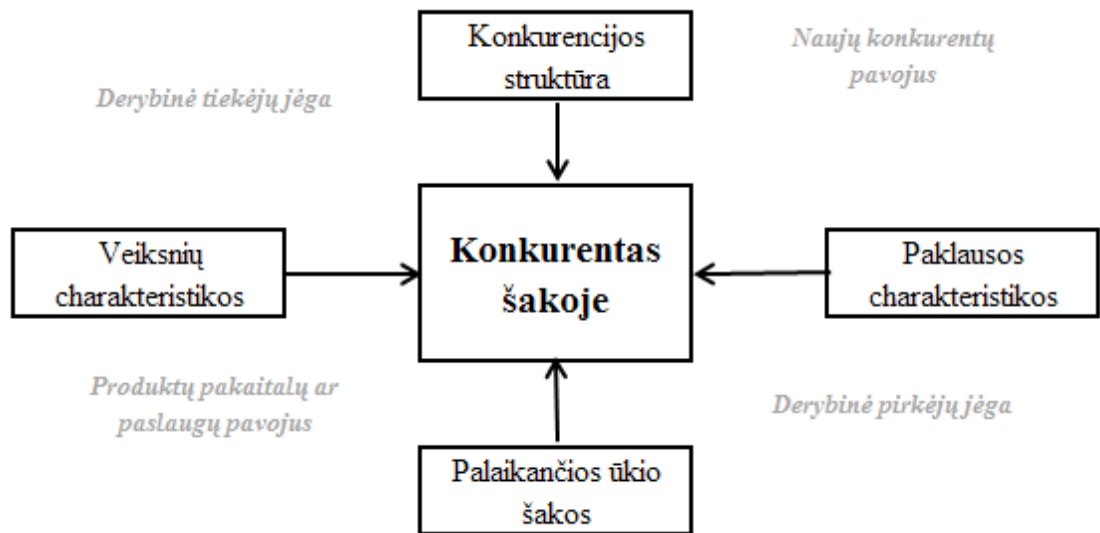 Konkurencijos
struktūra
Naujų konkurentų
pavojus
Derybinė tiekėjų jėga
Veiksnių
charakteristikos
Konkurentas
šakoje
Paklausos
charakteristikos
Produktų pakaitalų ar
paslaugų pavojus
Derybinė pirkėjų jėga
Palaikančios ūkio
šakos